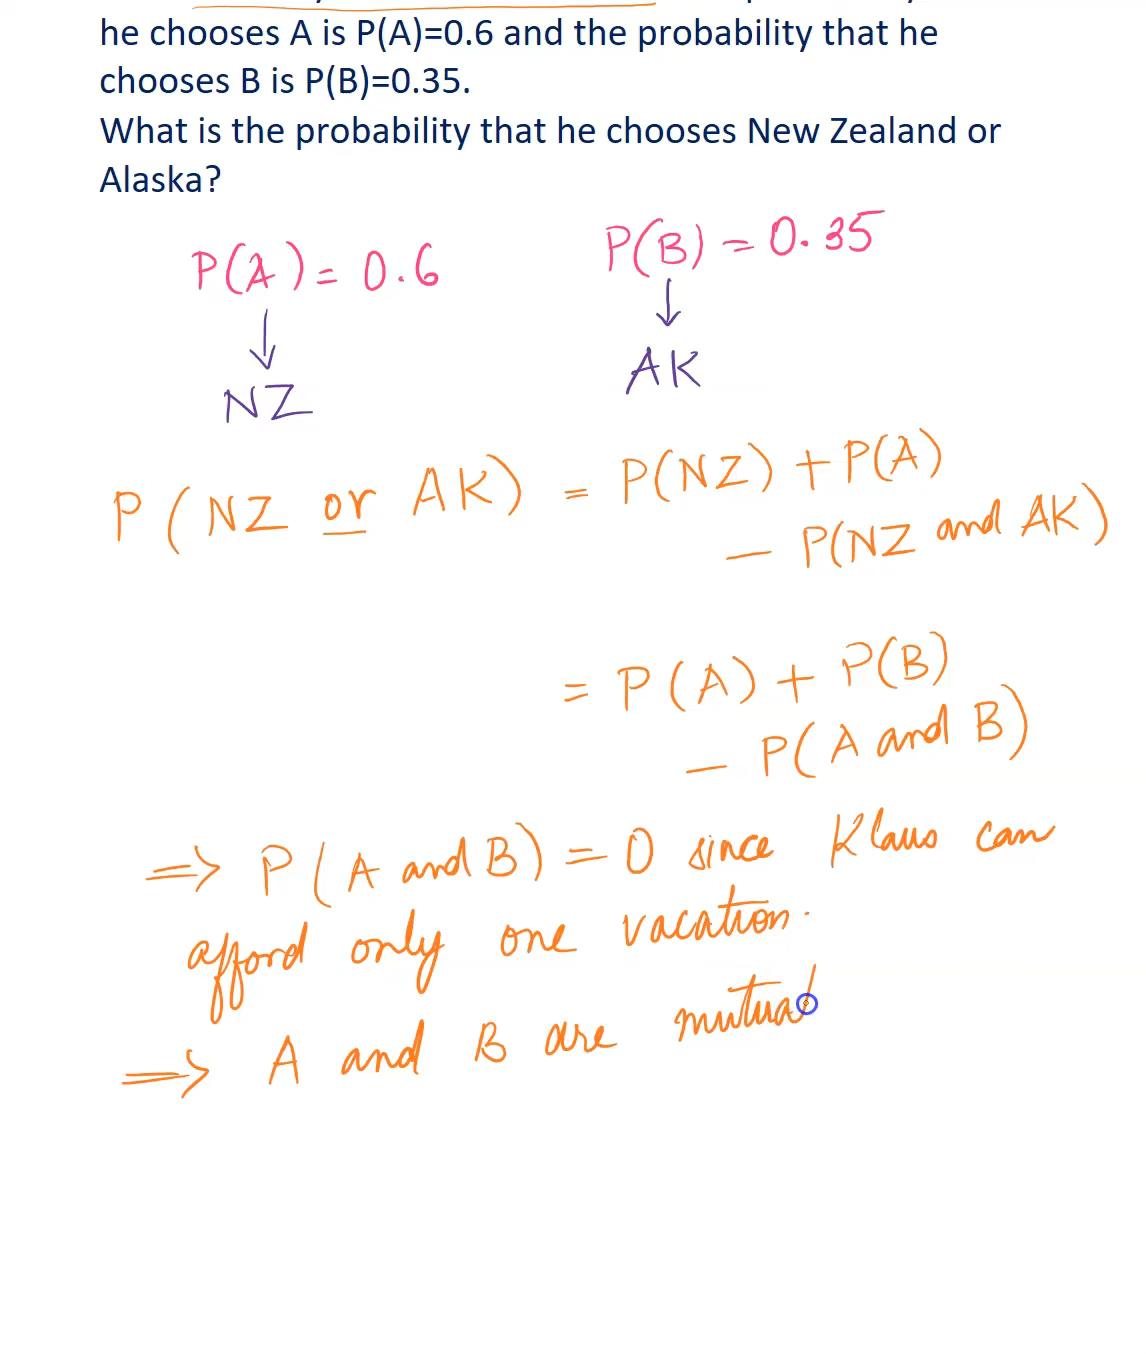 he chooses A is P(A)=0.6 and the probability that he
chooses B is P(B)=0.35.
What is the probability that he chooses New Zealand or
Alaska?
P(A) = 0.6
P(B) = 0.35
↓
↓
NZ
AK
P(NZ or AK) = P(NZ) + P(A)
– P(NZ and AK)
= P(A) + P(B)
– P(A and B)
⇒ P(A and B) = 0 since Klaus can
afford only one vacation.
⇒ A and B are mutual